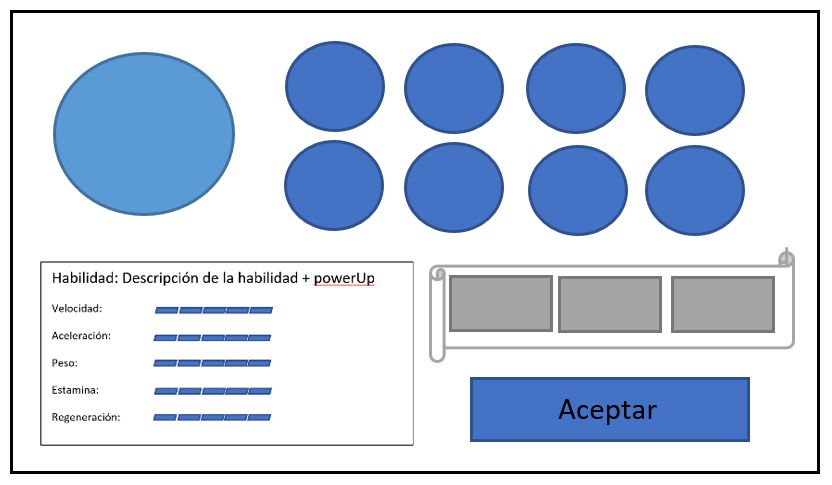 Habilidad: Descripción de la habilidad + powerUp
Velocidad:
Aceleración:
Peso:
Estamina:
Regeneración:
Aceptar